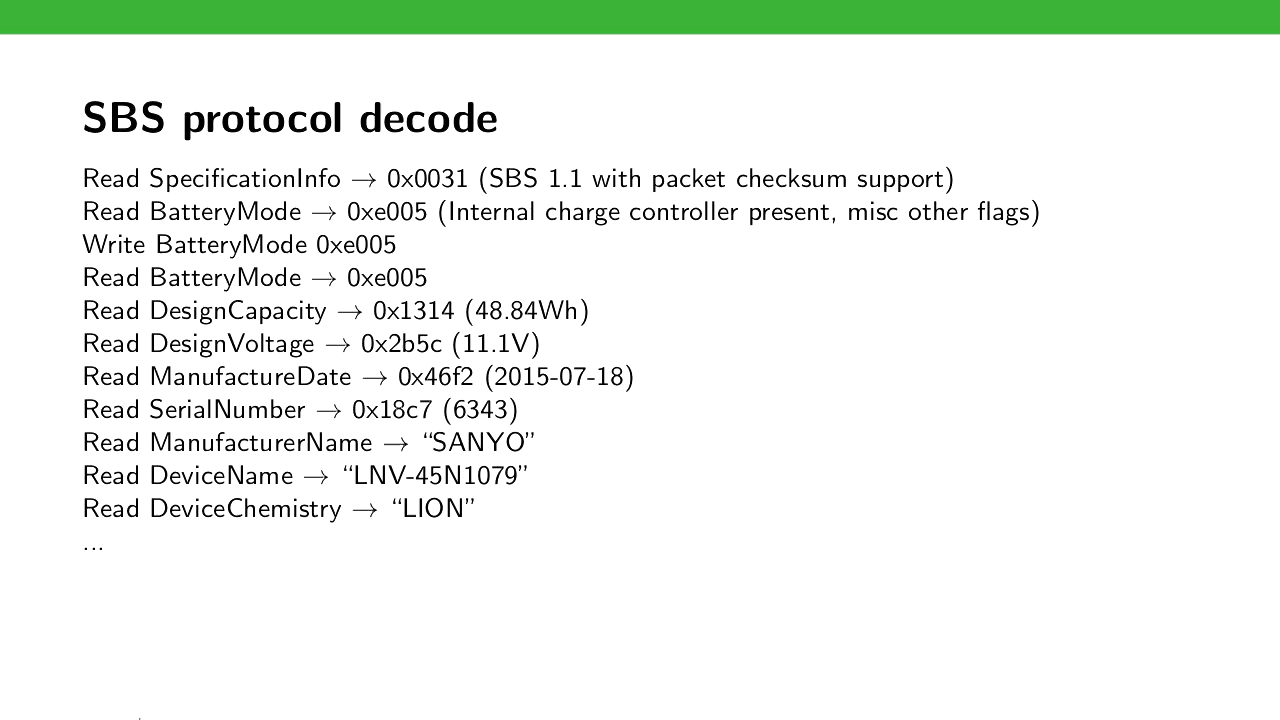 SBS protocol decode
Read SpecificationInfo → 0x0031 (SBS 1.1 with packet checksum support)
Read BatteryMode → 0xe005 (Internal charge controller present, misc other flags)
Write BatteryMode 0xe005
Read BatteryMode → 0xe005
Read DesignCapacity → 0x1314 (48.84Wh)
Read DesignVoltage → 0x2b5c (11.1V)
Read ManufactureDate → 0x46f2 (2015-07-18)
Read SerialNumber → 0x18c7 (6343)
Read ManufacturerName → “SANYO”
Read DeviceName → “LNV-45N1079”
Read DeviceChemistry → “LION”
...